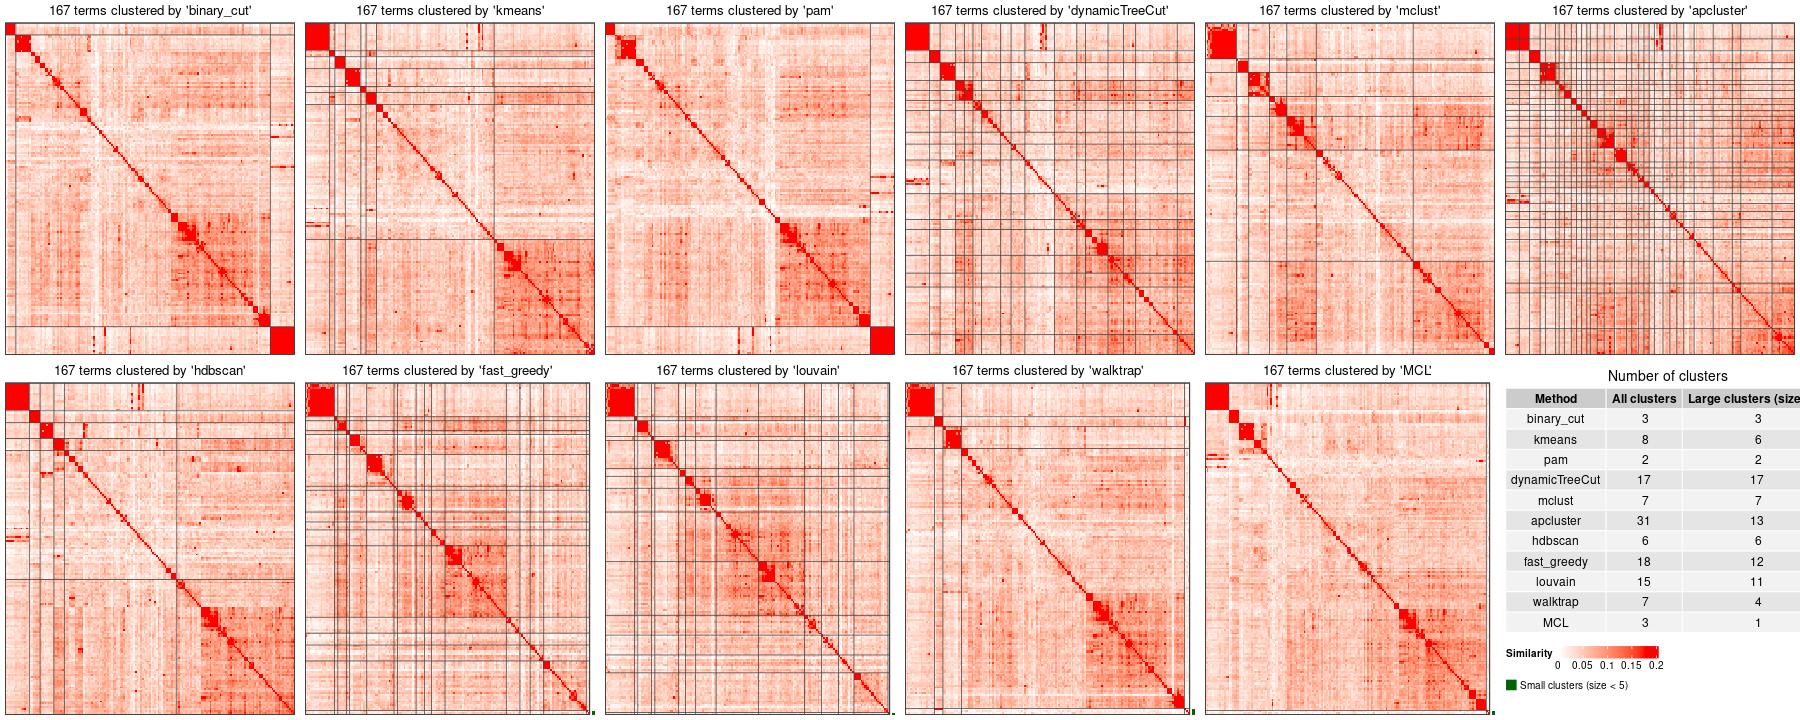 167 terms clustered by 'binary_cut'
167 terms clustered by 'kmeans'
167 terms clustered by 'pam'
167 terms clustered by 'dynamicTreeCut'
167 terms clustered by 'mclust'
167 terms clustered by 'apcluster'
167 terms clustered by 'hdbscan'
167 terms clustered by 'fast_greedy'
167 terms clustered by 'louvain'
167 terms clustered by 'walktrap'
167 terms clustered by 'MCL'
Number of clusters
Method All clusters Large clusters (size
binary_cut 3 3
kmeans 8 6
pam 2 2
dynamicTreeCut 17 17
mclust 7 7
apcluster 31 13
hdbscan 6 6
fast_greedy 18 12
louvain 15 11
walktrap 7 4
MCL 3 1
Similarity
0 0.05 0.1 0.15 0.2
Small clusters (size < 5)